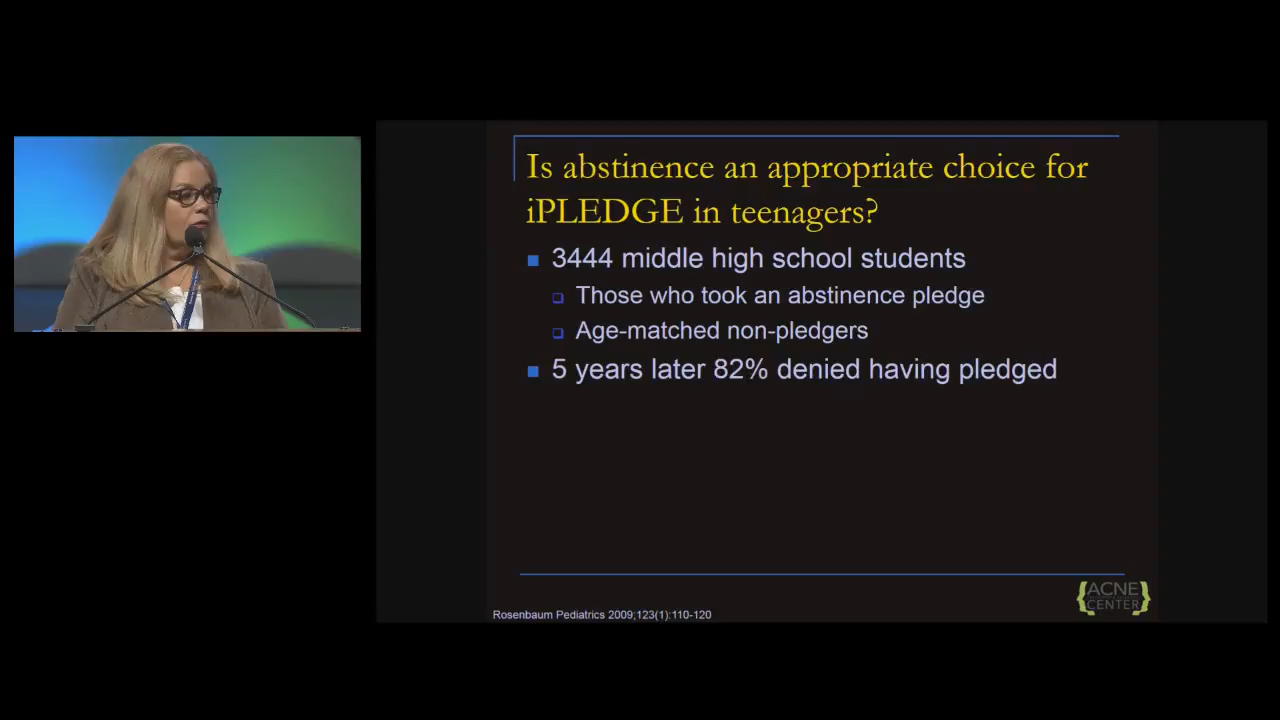 Is abstinence an appropriate choice for
iPLEDGE in teenagers?
3444 middle high school students
Those who took an abstinence pledge
Age-matched non-pledgers
5 years later 82% denied having pledged
Rosenbaum Pediatrics 2009;123(1):110-120
{ACNE
CENTER}